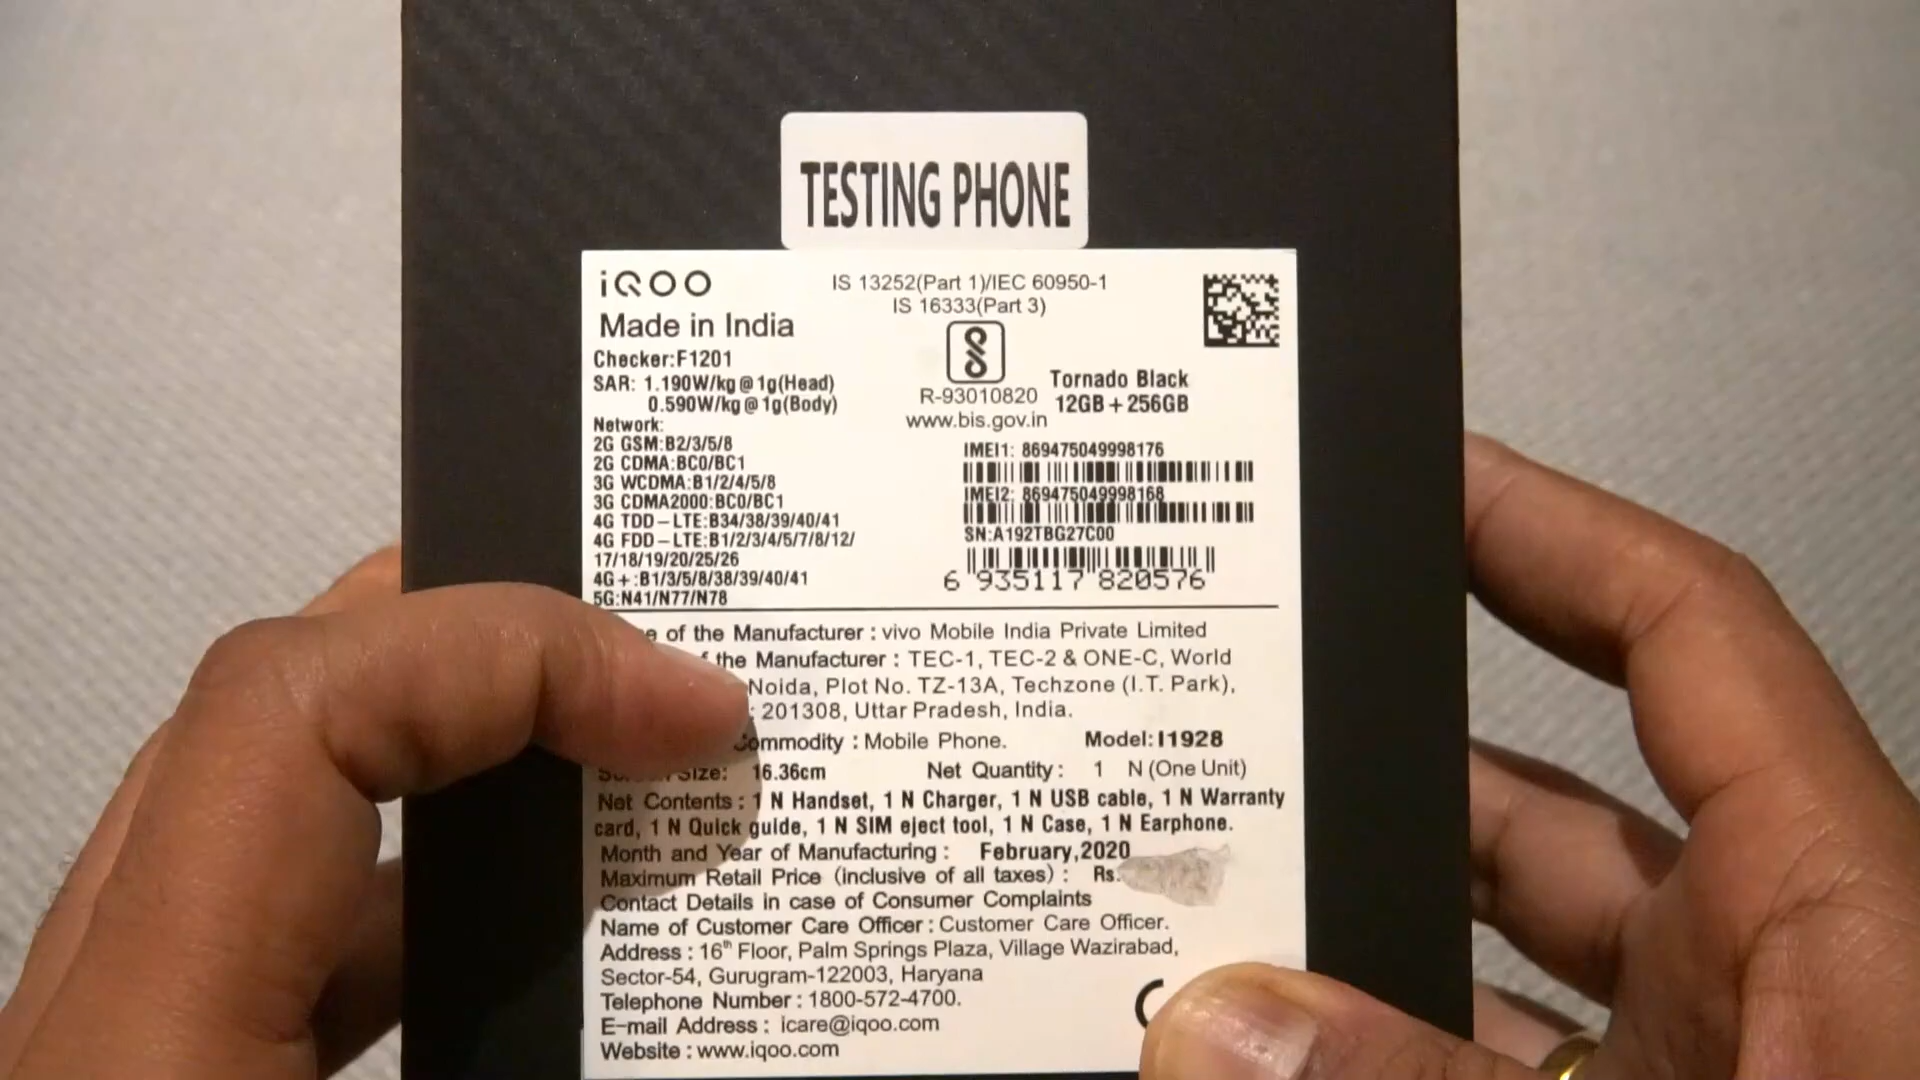 TESTING PHONE
iQOO
Made in India
IS 13252(Part 1)/IEC 60950-1
IS 16333(Part 3)
R-93010820
www.bis.gov.in
Tornado Black
12GB+256GB
Checker:F1201
SAR: 1.190W/kg@1g(Head)
0.590W/kg@1g(Body)
Network:
2G GSM:B2/3/5/8
2G CDMA:BC0/BC1
3G WCDMA:B1/2/4/5/8
3G CDMA2000:BC0/BC1
4G TDD-LTE:B34/38/39/40/41
4G FDD-LTE:B1/2/3/4/5/7/8/12/
17/18/19/20/25/26
4G+:B1/3/5/8/38/39/40/41
5G:N41/N77/N78
IMEI1: 869475049998176
IMEI2: 869475049998168
SN:A192TBG27C00
6 935117 820576
of the Manufacturer : vivo Mobile India Private Limited
the Manufacturer : TEC-1, TEC-2 & ONE-C, World
Noida, Plot No. TZ-13A, Techzone (I.T. Park),
: 201308, Uttar Pradesh, India.
Commodity : Mobile Phone. Model: I1928
Size: 16.36cm Net Quantity : 1 N (One Unit)
Net Contents : 1 N Handset, 1 N Charger, 1 N USB cable, 1 N Warranty
card, 1 N Quick guide, 1 N SIM eject tool, 1 N Case, 1 N Earphone.
Month and Year of Manufacturing : February,2020
Maximum Retail Price (inclusive of all taxes) : Rs.
Contact Details in case of Consumer Complaints
Name of Customer Care Officer : Customer Care Officer.
Address : 16th Floor, Palm Springs Plaza, Village Wazirabad,
Sector-54, Gurugram-122003, Haryana
Telephone Number : 1800-572-4700.
E-mail Address : icare@iqoo.com
Website : www.iqoo.com